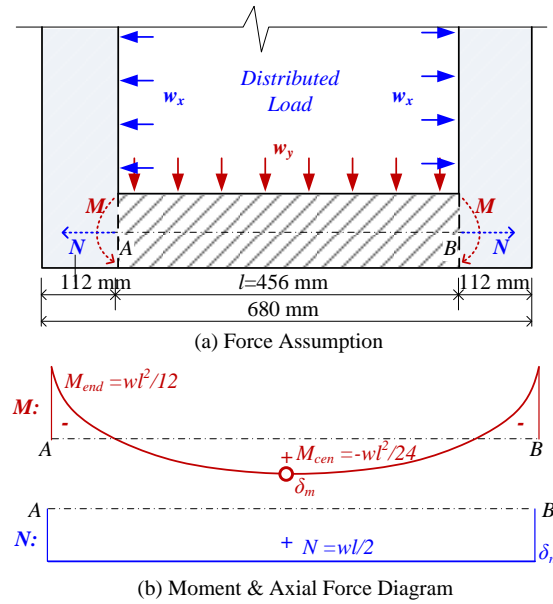 Distributed
Load
w_x
w_x
w_y
M
M
N
N
A
B
112 mm
l=456 mm
112 mm
680 mm
(a) Force Assumption
M_end =wl²/12
M:
-
-
A
B
+
M_cen=-wl²/24
δ_m
A
B
N:
+ N =wl/2
(b) Moment & Axial Force Diagram